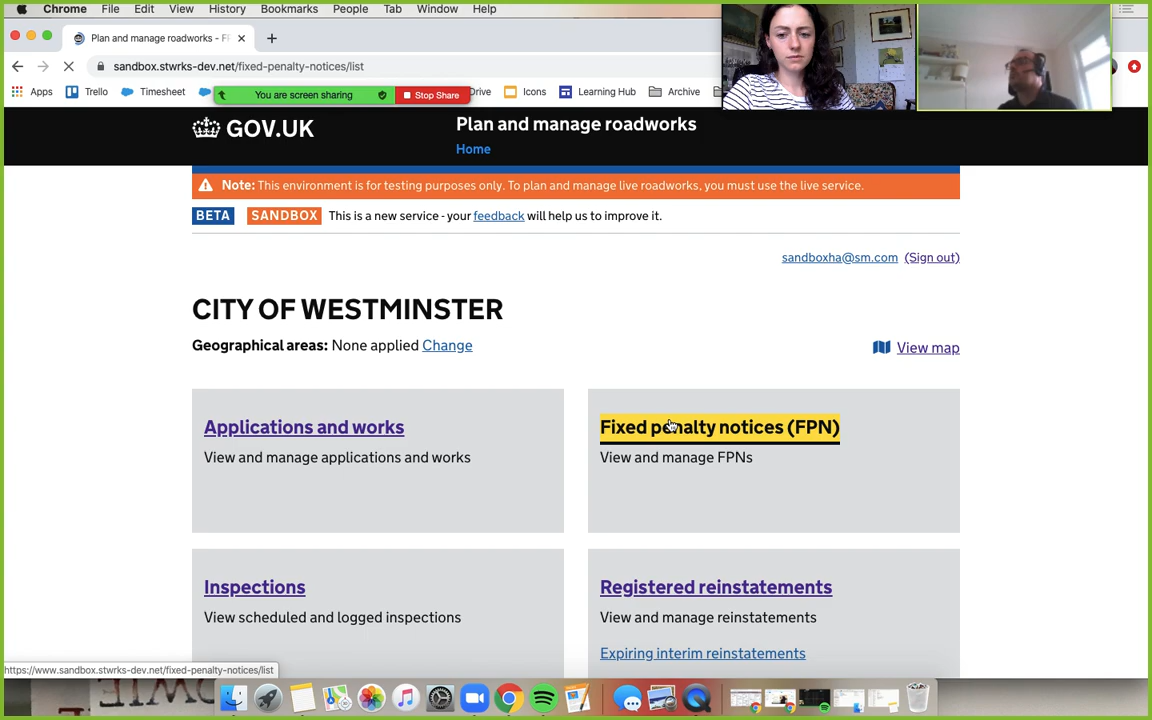 Chrome File Edit View History Bookmarks People Tab Window Help
Plan and manage roadworks - F
sandbox.stwrks-dev.net/fixed-penalty-notices/list
Apps Trello Timesheet You are screen sharing Stop Share Drive Icons Learning Hub Archive
GOV.UK
Plan and manage roadworks
Home
Note: This environment is for testing purposes only. To plan and manage live roadworks, you must use the live service.
BETA SANDBOX This is a new service - your feedback will help us to improve it.
sandboxha@sm.com (Sign out)
CITY OF WESTMINSTER
Geographical areas: None applied Change
View map
Applications and works
View and manage applications and works
Fixed penalty notices (FPN)
View and manage FPNs
Inspections
View scheduled and logged inspections
Registered reinstatements
View and manage reinstatements
Expiring interim reinstatements
https://www.sandbox.stwrks-dev.net/fixed-penalty-notices/list